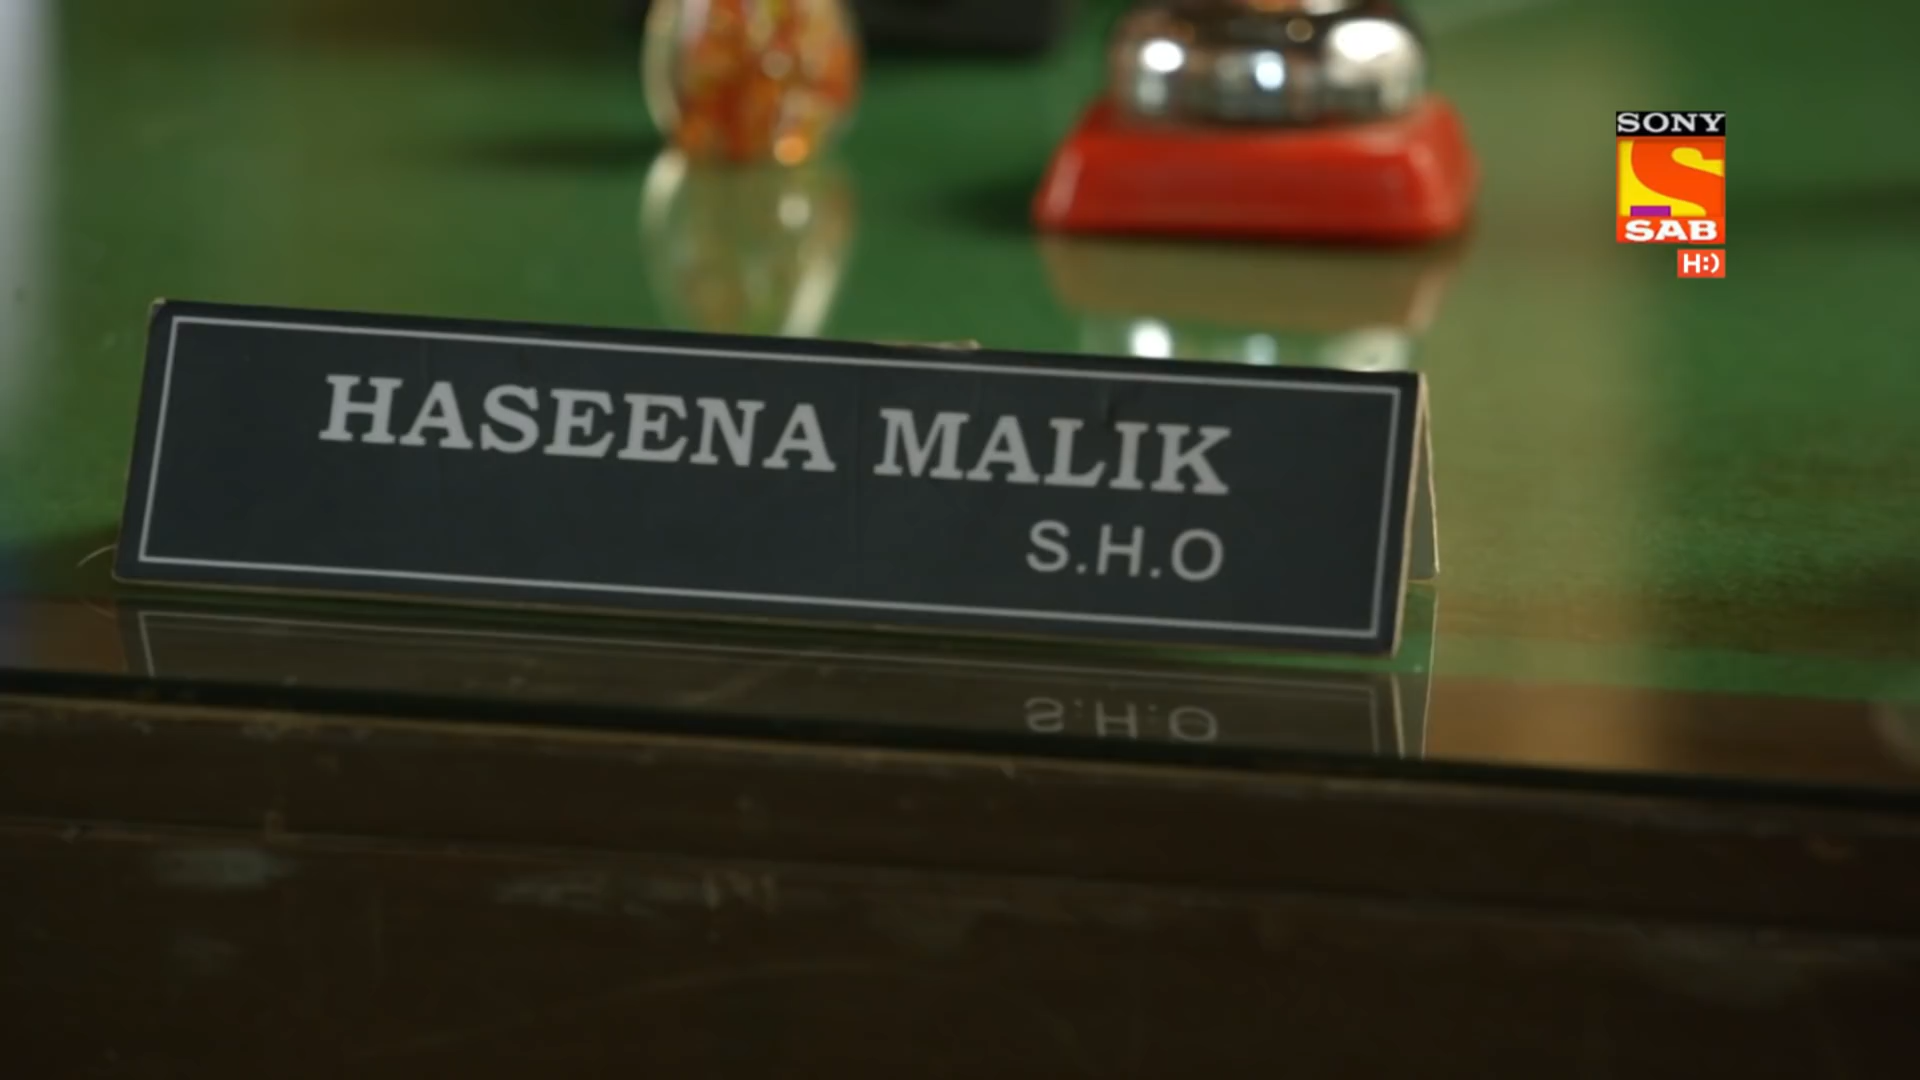 SONY
SAB
H:)
HASEENA MALIK
S.H.O
S.H.O